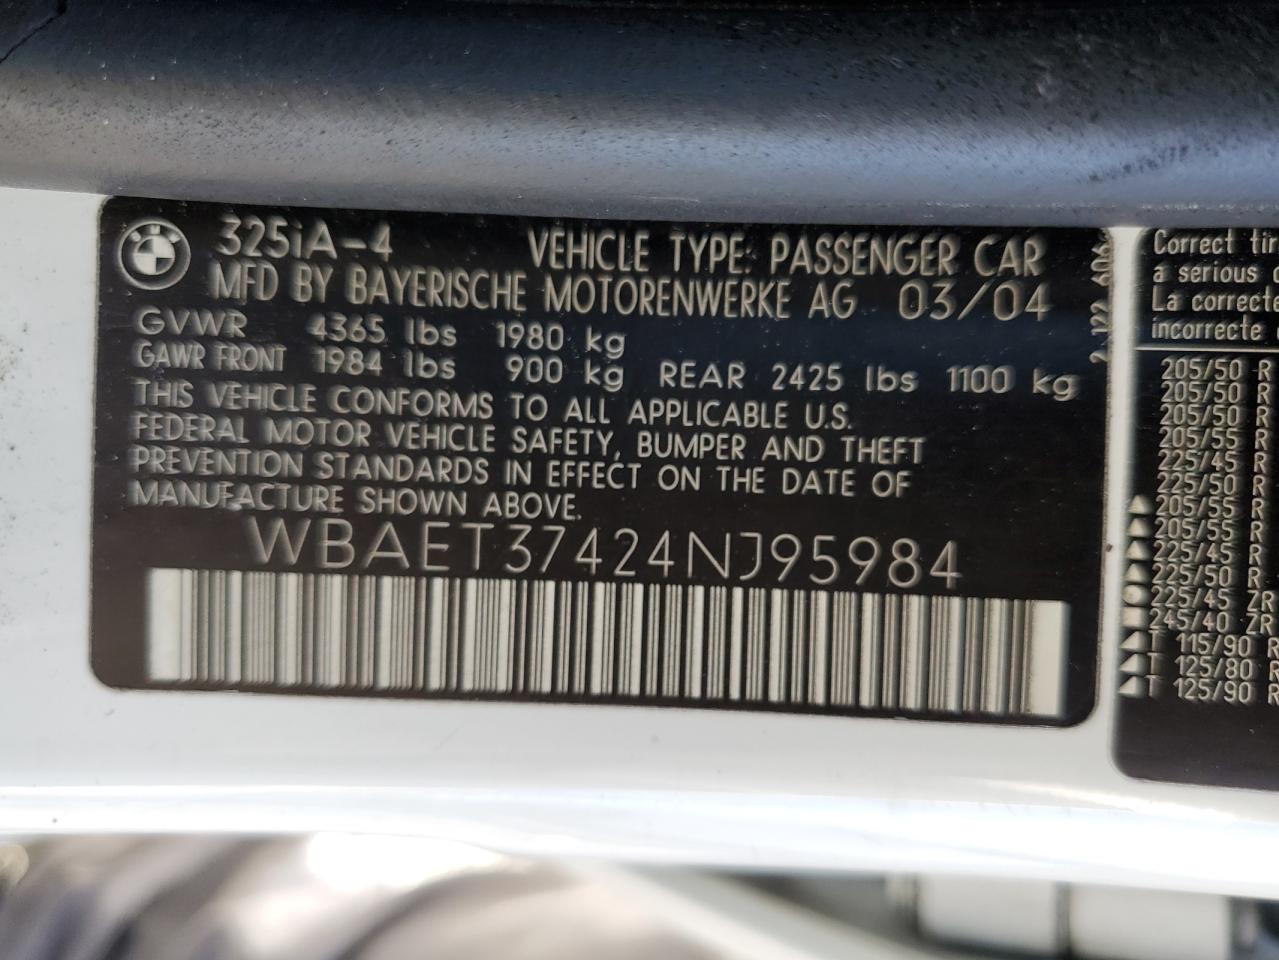 325iA-4 VEHICLE TYPE: PASSENGER CAR
MFD BY BAYERISCHE MOTORENWERKE AG 03/04
GVWR 4365 lbs 1980 kg
GAWR FRONT 1984 lbs 900 kg REAR 2425 lbs 1100 kg
THIS VEHICLE CONFORMS TO ALL APPLICABLE U.S.
FEDERAL MOTOR VEHICLE SAFETY, BUMPER AND THEFT
PREVENTION STANDARDS IN EFFECT ON THE DATE OF
MANUFACTURE SHOWN ABOVE.
WBAET37424NJ95984
Correct
a serious
La
incorrecte
205/50 R
205/50 R
205/50 R
205/55 R
225/45 R
225/50 R
205/55 R
205/55 R
225/45 R
225/50 R
225/45 ZR
245/40 ZR
T 115/90 R
T 125/80 R
T 125/90 R